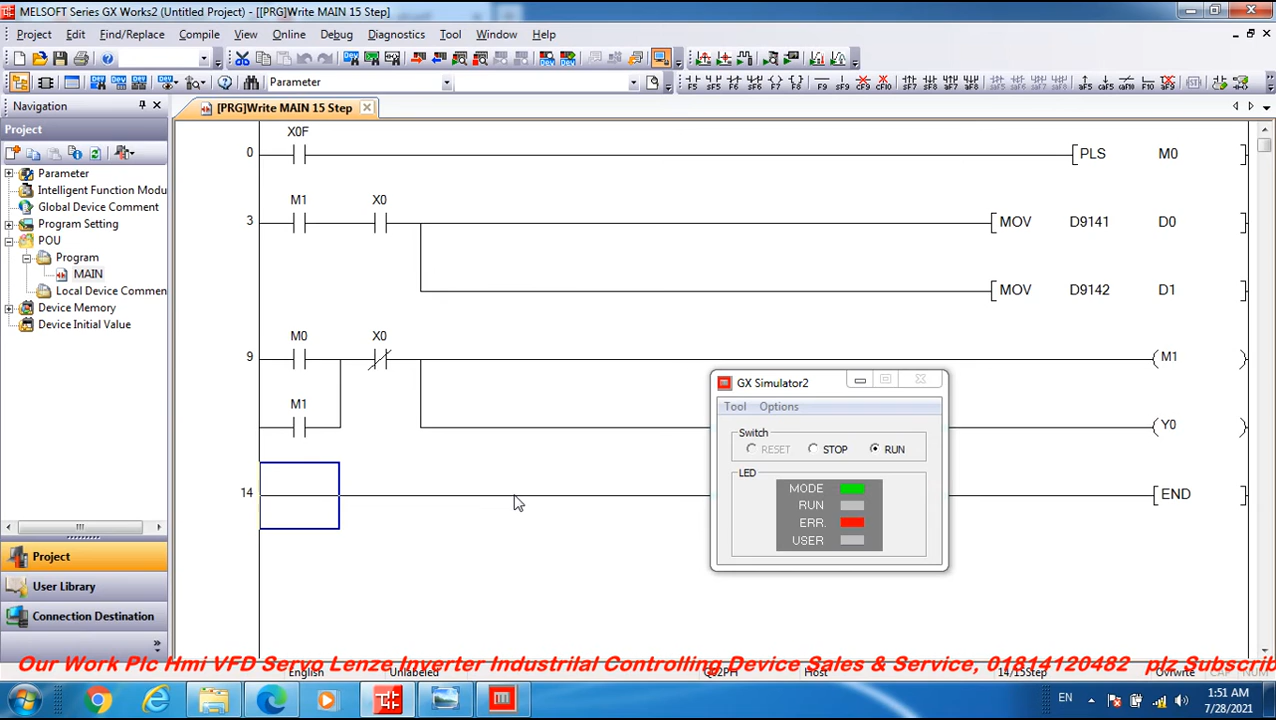 MELSOFT Series GX Works2 (Untitled Project) - [[PRG]Write MAIN 15 Step]
Project Edit Find/Replace Compile View Online Debug Diagnostics Tool Window Help
Parameter
Navigation
[PRG]Write MAIN 15 Step
Project
Parameter
Intelligent Function Modu
Global Device Comment
Program Setting
POU
Program
MAIN
Local Device Commen
Device Memory
Device Initial Value
Project
User Library
Connection Destination
X0F
0 PLS M0
M1 X0
3 MOV D9141 D0
MOV D9142 D1
M0 X0
9 M1
M1
Y0
14 END
GX Simulator2
Tool Options
Switch
RESET STOP RUN
LED
MODE
RUN
ERR.
USER
Our Work Plc Hmi VFD Servo Lenze Inverter Industrilal Controlling Device Sales & Service, 01814120482 plz Subscrib
English Unlabeled Q02PH Host 14/15Step Ovrwrte CAP NUM
EN 1:51 AM
7/28/2021